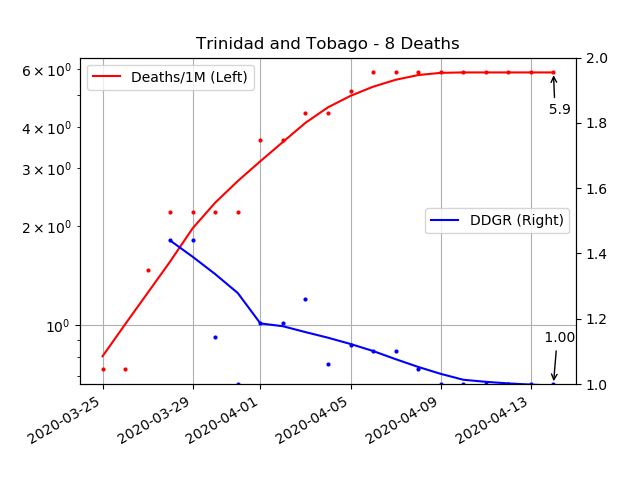 Trinidad and Tobago - 8 Deaths
Deaths/1M (Left)
DDGR (Right)
5.9
1.00
6 × 10⁰
4 × 10⁰
3 × 10⁰
2 × 10⁰
10⁰
2.0
1.8
1.6
1.4
1.2
1.0
2020-03-25
2020-03-29
2020-04-01
2020-04-05
2020-04-09
2020-04-13